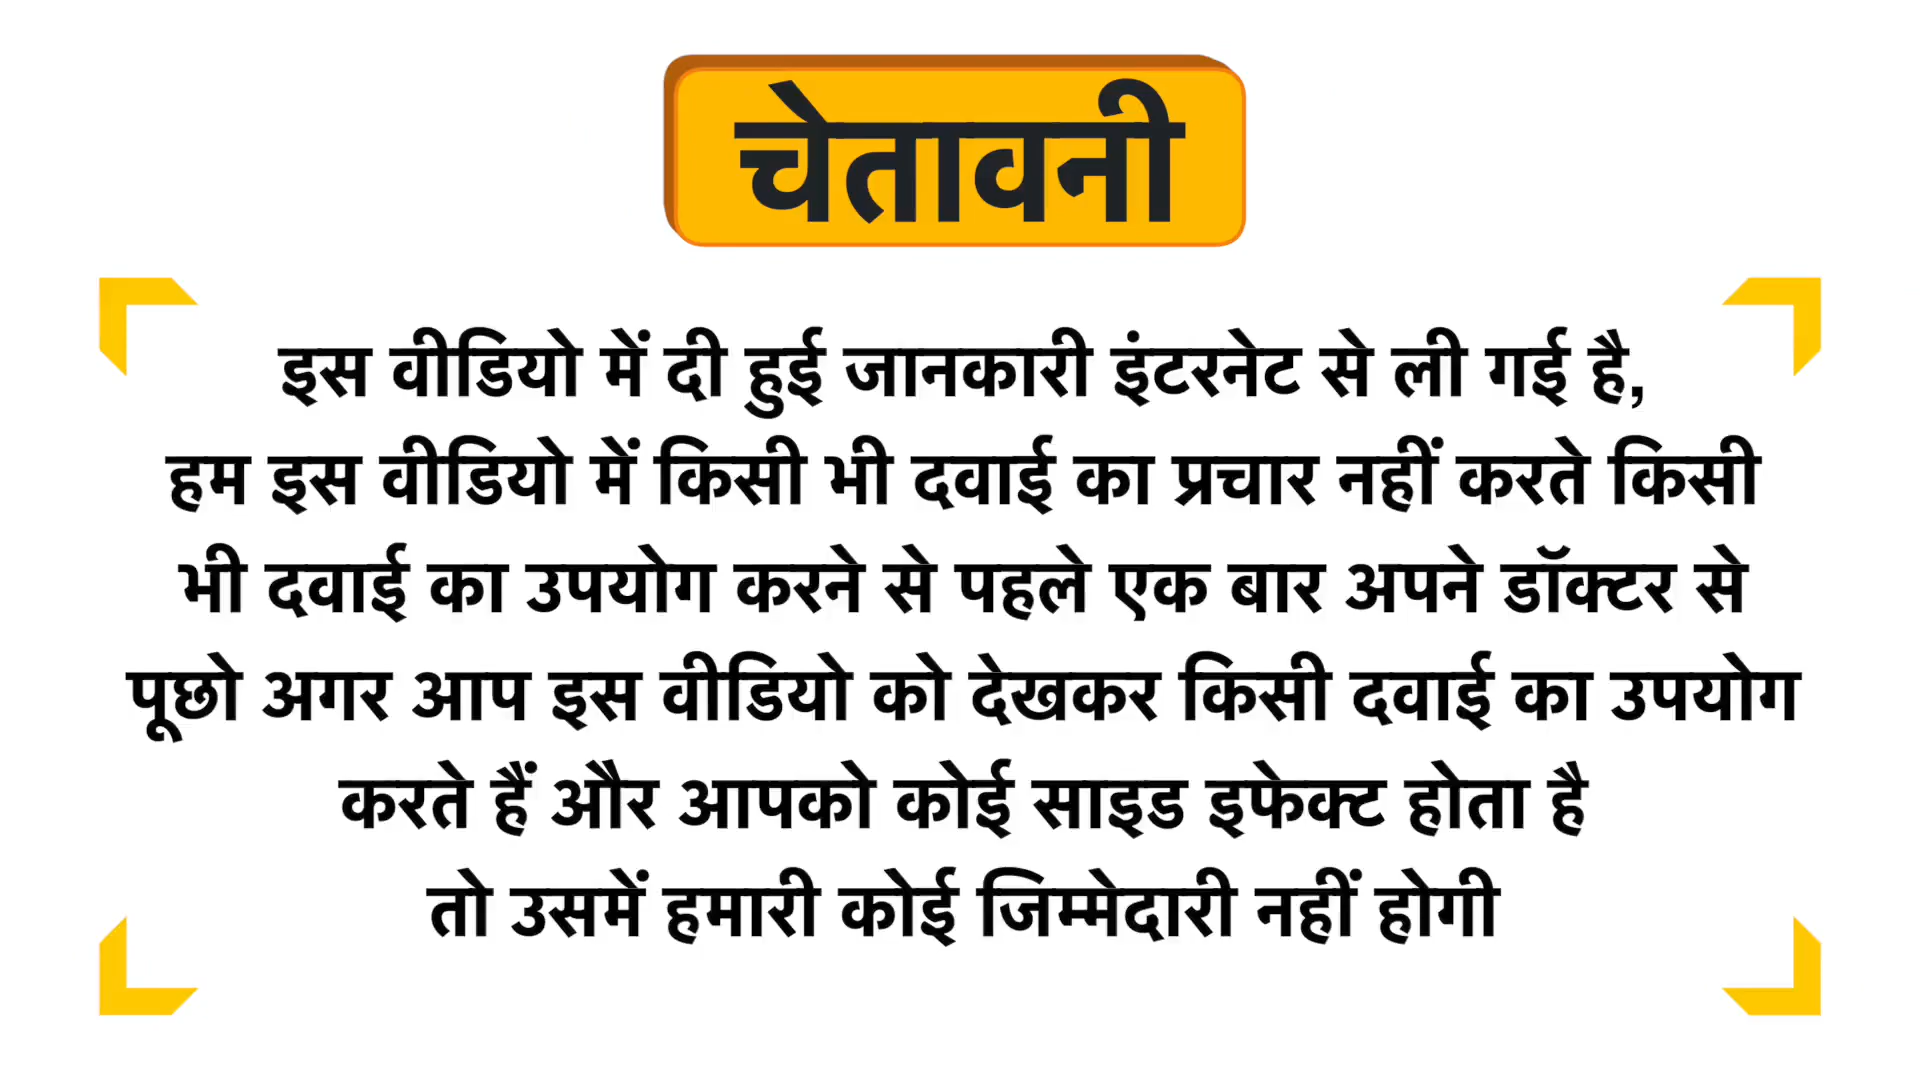 चेतावनी
इस वीडियो में दी हुई जानकारी इंटरनेट से ली गई है,
हम इस वीडियो में किसी भी दवाई का प्रचार नहीं करते किसी
भी दवाई का उपयोग करने से पहले एक बार अपने डॉक्टर से
पूछो अगर आप इस वीडियो को देखकर किसी दवाई का उपयोग
करते हैं और आपको कोई साइड इफेक्ट होता है
तो उसमें हमारी कोई जिम्मेदारी नहीं होगी